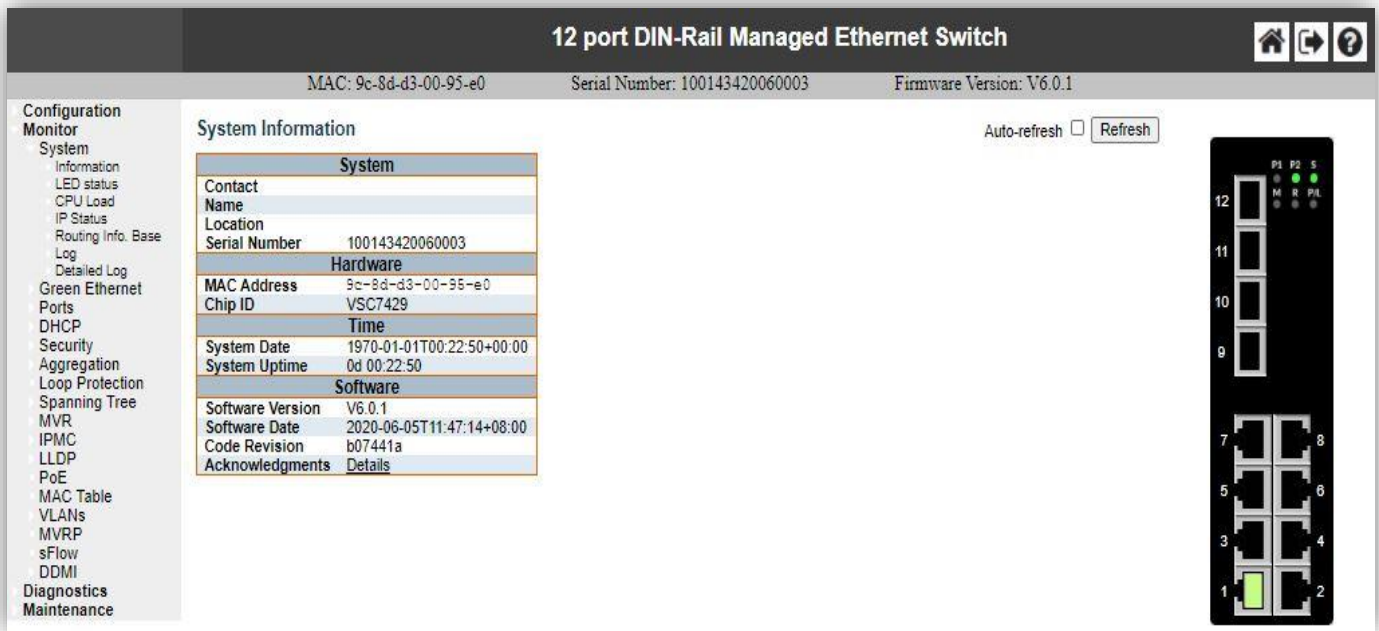 12 port DIN-Rail Managed Ethernet Switch
MAC: 9c-8d-d3-00-95-e0 Serial Number: 100143420060003 Firmware Version: V6.0.1
Configuration
Monitor
System
Information
LED status
CPU Load
IP Status
Routing Info. Base
Log
Detailed Log
Green Ethernet
Ports
DHCP
Security
Aggregation
Loop Protection
Spanning Tree
MVR
IPMC
LLDP
PoE
MAC Table
VLANs
MVRP
sFlow
DDMI
Diagnostics
Maintenance
System Information
Auto-refresh Refresh
System
Contact
Name
Location
Serial Number 100143420060003
Hardware
MAC Address 9c-8d-d3-00-95-e0
Chip ID VSC7429
Time
System Date 1970-01-01T00:22:50+00:00
System Uptime 0d 00:22:50
Software
Software Version V6.0.1
Software Date 2020-06-05T11:47:14+08:00
Code Revision b07441a
Acknowledgments Details
P1 P2 S
M R P/L
12
11
10
9
7 8
5 6
3 4
1 2